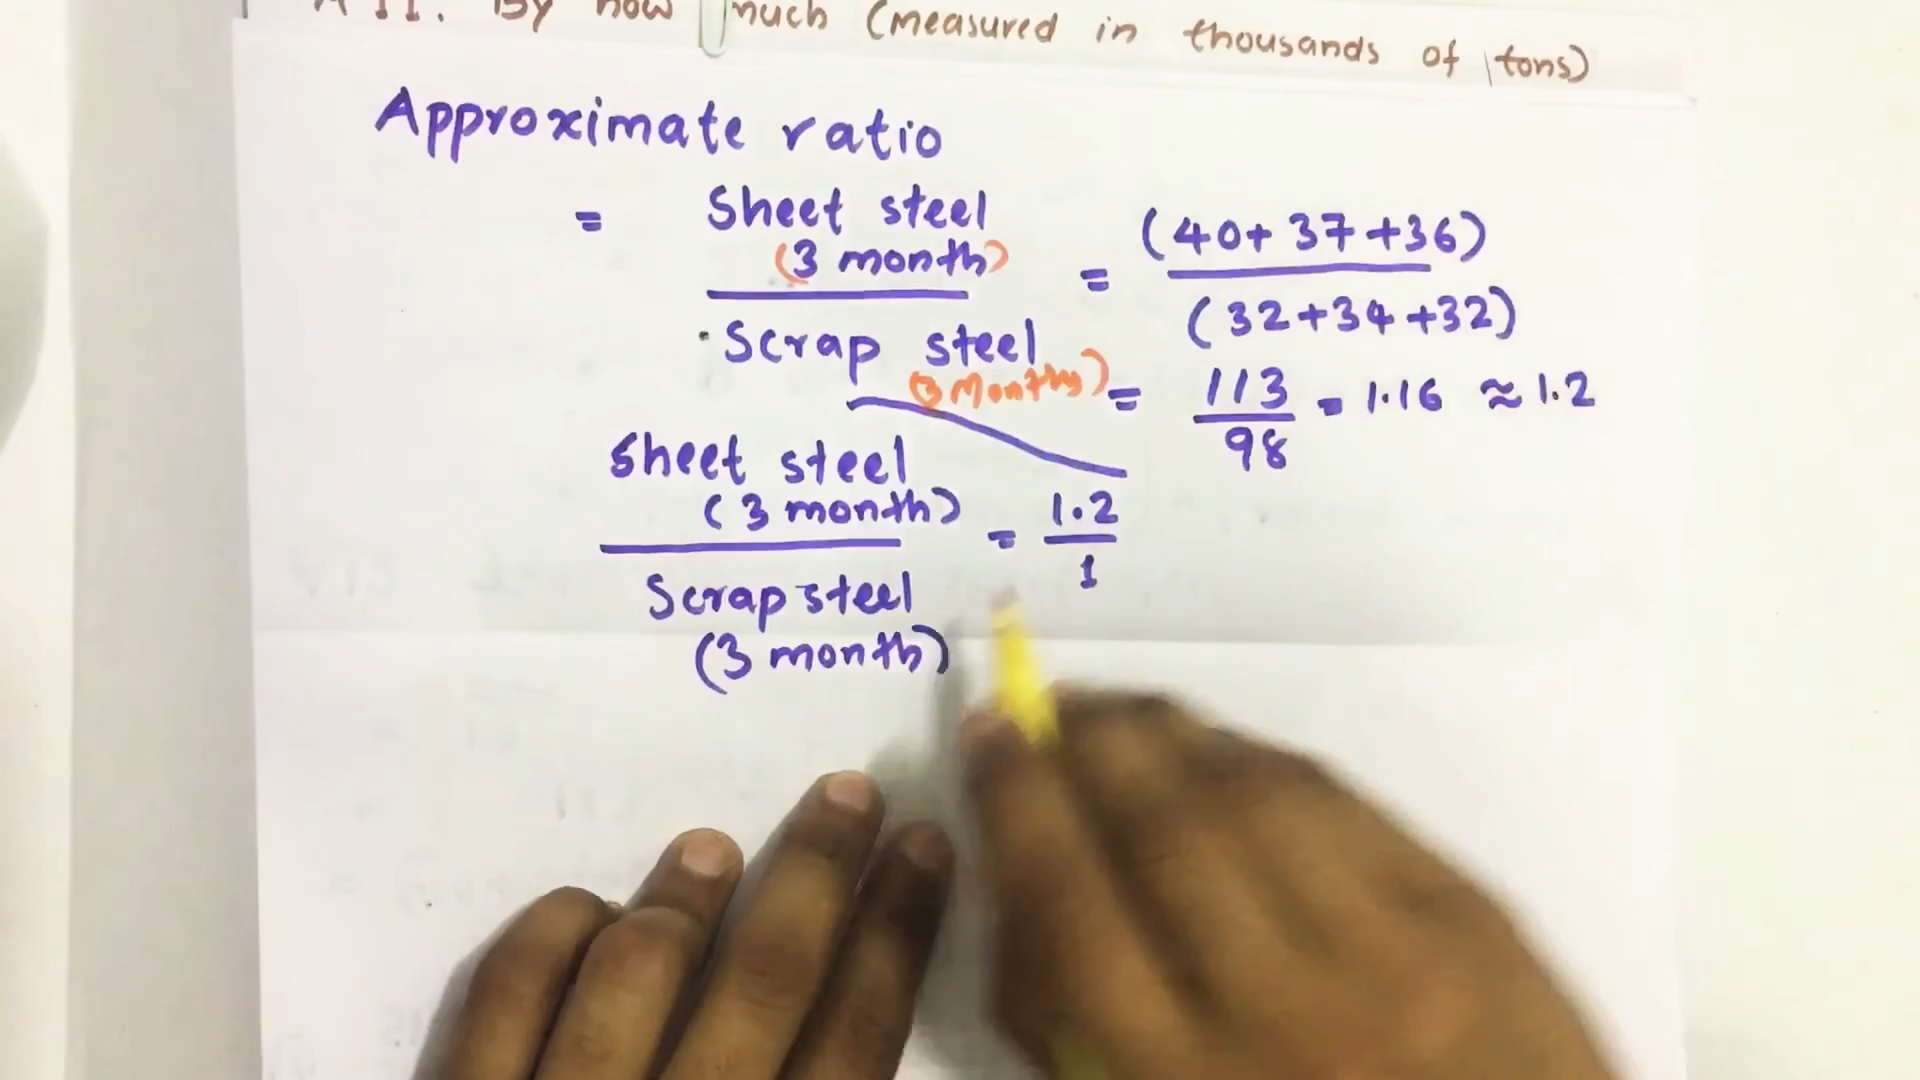 11. By how much (measured in thousands of tons)
Approximate ratio
= Sheet steel (3 month) = (40+37+36)
Scrap steel (3 Months) (32+34+32)
= 113/98 = 1.16 ≈ 1.2
Sheet steel (3 month) = 1.2
Scrap steel 1
(3 month)